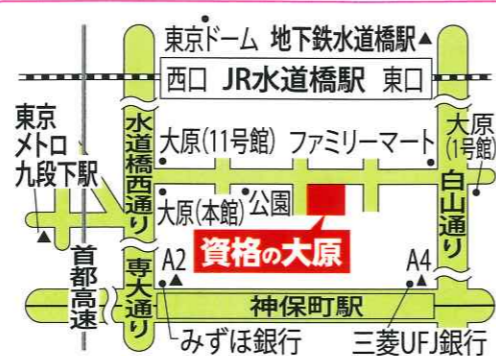 東京ドーム 地下鉄水道橋駅▲
西口 JR水道橋駅 東口
東京
メトロ
九段下駅
▲
水道橋西通り
大原(11号館) ファミリーマート
大原
(1号館)
白山通り
大原(本館) 公園
資格の大原
首都高速
専大通り
A2▲
A4▲
神保町駅
みずほ銀行
三菱UFJ銀行